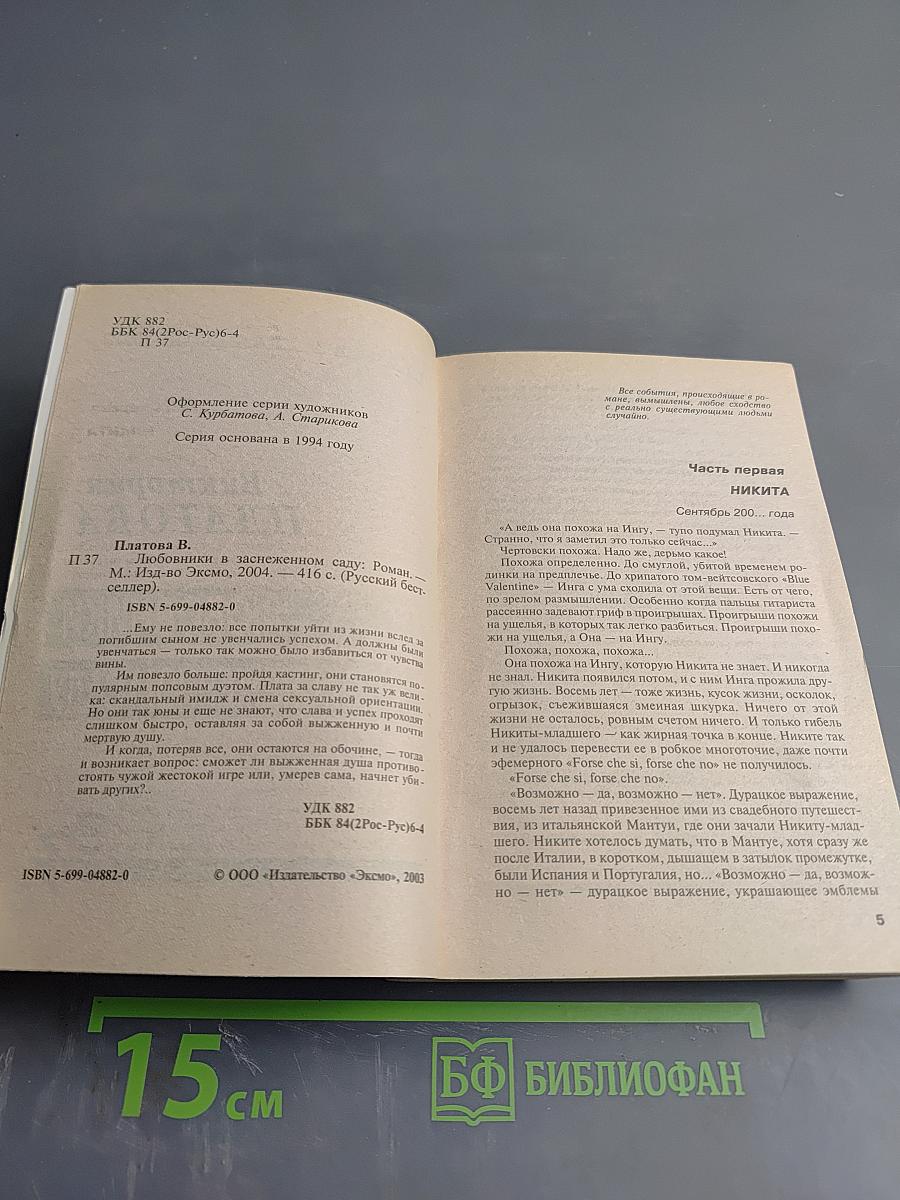 УДК 882
ББК 84(2Рос-Рус)6-4
П 37
Оформление серии художников
С. Курбатова, А. Старикова
Серия основана в 1994 году
Платова В.
П 37 Любовники в заснеженном саду: Роман. —
М.: Изд-во Эксмо, 2004. — 416 с. (Русский бест-
селлер).
ISBN 5-699-04882-0
...Ему не повезло: все попытки уйти из жизни вслед за
погибшим сыном не увенчались успехом. А должны были
увенчаться — только так можно было избавиться от чувства
вины.
Им повезло больше: пройдя кастинг, они становятся по-
пулярным попсовым дуэтом. Плата за славу не так уж вели-
ка: скандальный имидж и смена сексуальной ориентации.
Но они так юны и еще не знают, что слава и успех проходят
слишком быстро, оставляя за собой выжженную и почти
мертвую душу.
И когда, потеряв все, они остаются на обочине, — тогда
и возникает вопрос: сможет ли выжженная душа противо-
стоять чужой жестокой игре или, умерев сама, начнет уби-
вать других?..
УДК 882
ББК 84(2Рос-Рус)6-4
ISBN 5-699-04882-0 © ООО «Издательство «Эксмо», 2003
Все события, происходящие в ро-
мане, вымышлены, любое сходство
с реально существующими людьми
случайно.
Часть первая
НИКИТА
Сентябрь 200... года
«А ведь она похожа на Ингу, — тупо подумал Никита. —
Странно, что я заметил это только сейчас...»
Чертовски похожа. Надо же, дерьмо какое!
Похожа определенно. До смуглой, убитой временем ро-
динки на предплечье. До хрипатого том-вейтсовского «Blue
Valentine» — Инга с ума сходила от этой вещи. Есть от чего,
по зрелом размышлении. Особенно когда пальцы гитариста
рассеянно задевают гриф в проигрышах. Проигрыши похожи
на ущелья, в которых так легко разбиться. Проигрыши похо-
жи на ущелья, а Она — на Ингу.
Похожа, похожа, похожа...
Она похожа на Ингу, которую Никита не знает. И никогда
не знал. Никита появился потом, и с ним Инга прожила дру-
гую жизнь. Восемь лет — тоже жизнь, кусок жизни, осколок,
огрызок, съежившаяся змеиная шкурка. Ничего от этой
жизни не осталось, ровным счетом ничего. И только гибель
Никиты-младшего — как жирная точка в конце. Никите так
и не удалось перевести ее в робкое многоточие, даже почти
эфемерного «Forse che si, forse che no» не получилось.
«Forse che si, forse che no».
«Возможно — да, возможно — нет». Дурацкое выражение,
восемь лет назад привезенное ими из свадебного путешест-
вия, из итальянской Мантуи, где они зачали Никиту-млад-
шего. Никите хотелось думать, что в Мантуе, хотя сразу же
после Италии, в коротком, дышащем в затылок промежутке,
были Испания и Португалия, но... «Возможно — да, возмож-
но — нет» — дурацкое выражение, украшающее эмблемы
5
15 см
БФ БИБЛИОФАН